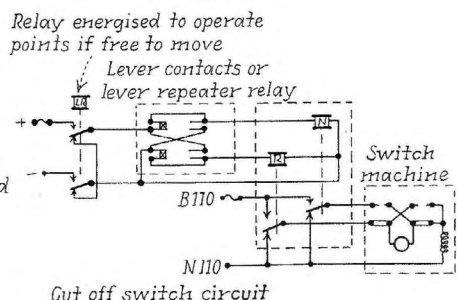 Relay energised to operate
points if free to move
Lever contacts or
lever repeater relay
LR
+
N
R
Switch
machine
d
B110
N110
Cut off switch circuit